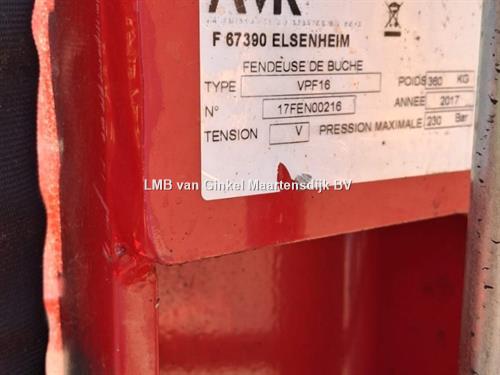 F 67390 ELSENHEIM
FENDEUSE DE BUCHE
TYPE VPF16 POIDS 360 KG
N° 17FEN00216 ANNEE 2017
TENSION V PRESSION MAXIMALE 230 Bar
LMB van Ginkel Maartensdijk BV